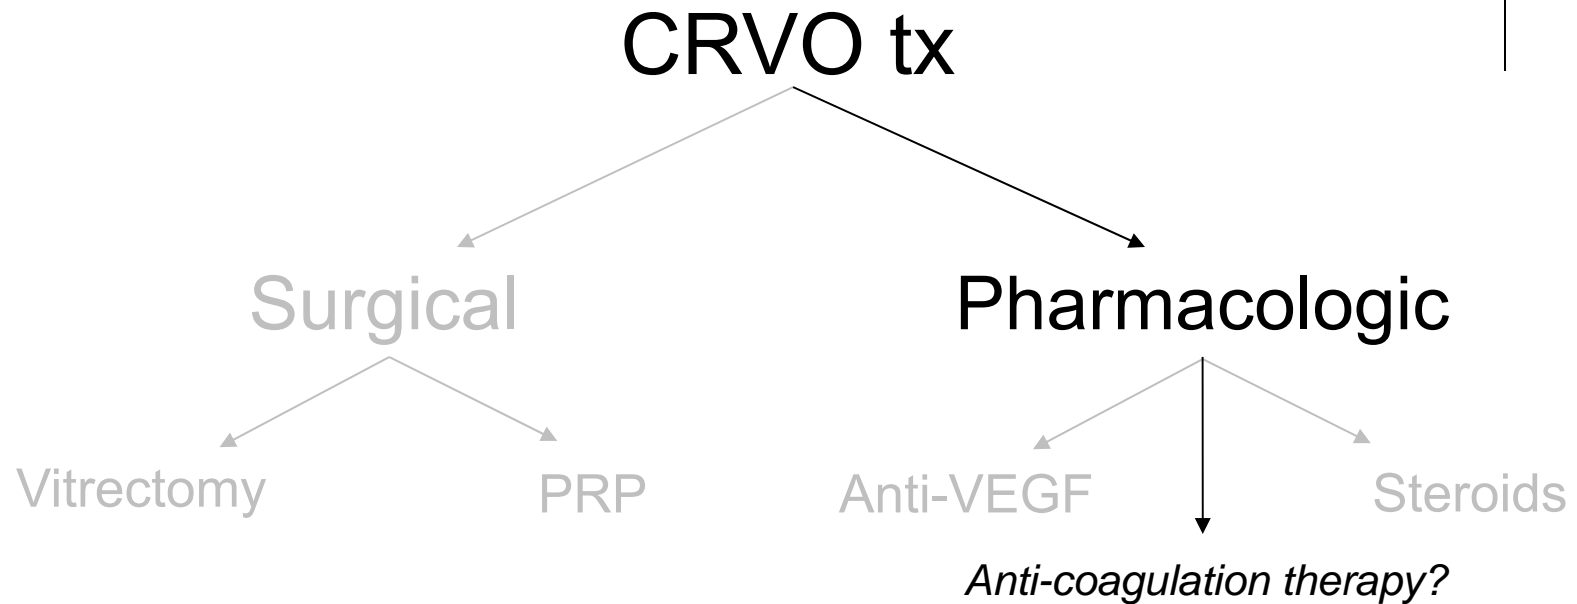 CRVO tx
Surgical
Pharmacologic
Vitrectomy
PRP
Anti-VEGF
Steroids
Anti-coagulation therapy?